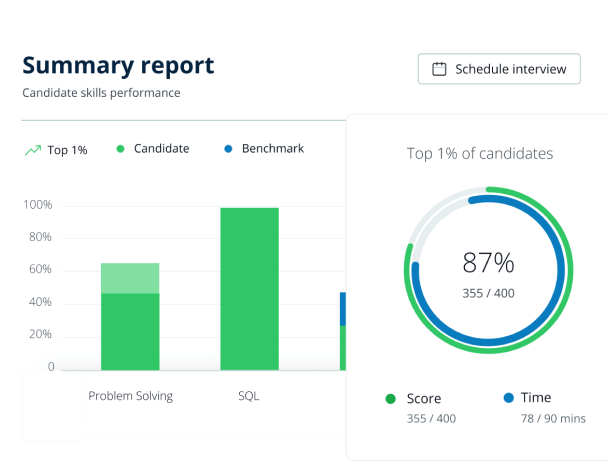 Summary report
Schedule interview
Candidate skills performance
Top 1%
Candidate
Benchmark
100%
80%
60%
40%
20%
0
Problem Solving
SQL
Top 1% of candidates
87%
355 / 400
Score
355 / 400
Time
78 / 90 mins